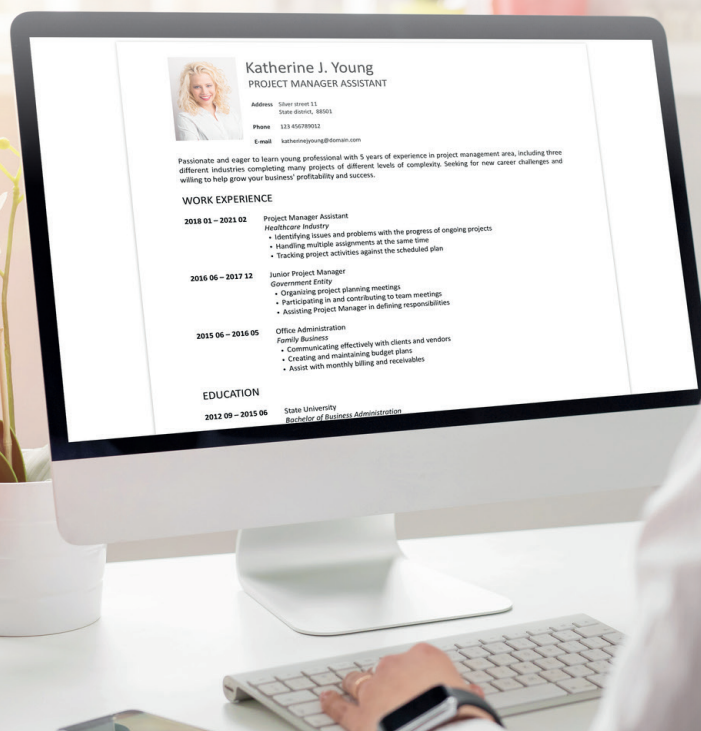 Katherine J. Young
PROJECT MANAGER ASSISTANT
Address Silver street 11
State district, 88501
Phone 123 456789012
E-mail katherinejyoung@domain.com
Passionate and eager to learn young professional with 5 years of experience in project management area, including three
different industries completing many projects of different levels of complexity. Seeking for new career challenges and
willing to help grow your business' profitability and success.
WORK EXPERIENCE
2018 01 – 2021 02 Project Manager Assistant
Healthcare Industry
• Identifying issues and problems with the progress of ongoing projects
• Handling multiple assignments at the same time
• Tracking project activities against the scheduled plan
2016 06 – 2017 12 Junior Project Manager
Government Entity
• Organizing project planning meetings
• Participating in and contributing to team meetings
• Assisting Project Manager in defining responsibilities
2015 06 – 2016 05 Office Administration
Family Business
• Communicating effectively with clients and vendors
• Creating and maintaining budget plans
• Assist with monthly billing and receivables
EDUCATION
2012 09 – 2015 06 State University
Bachelor of Business Administration